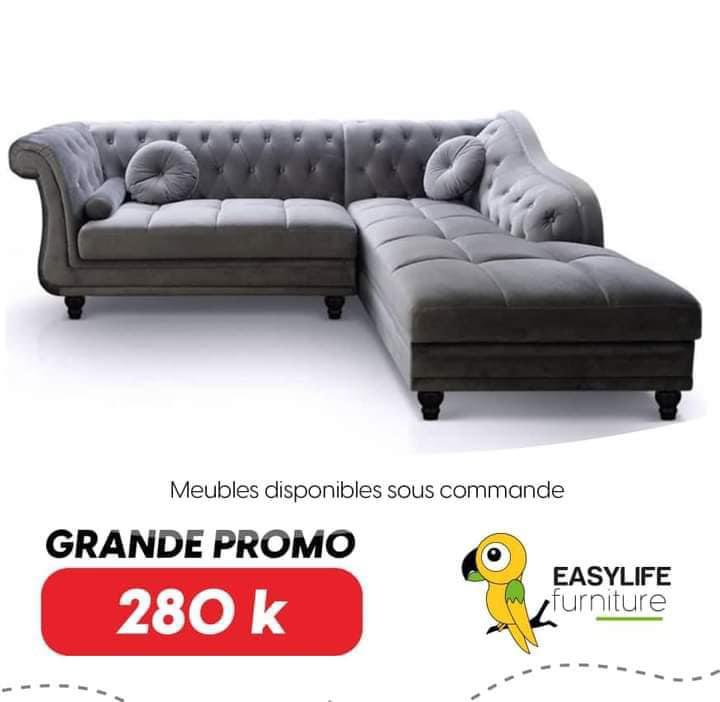 Meubles disponibles sous commande
GRANDE PROMO
280 k
EASYLIFE
furniture